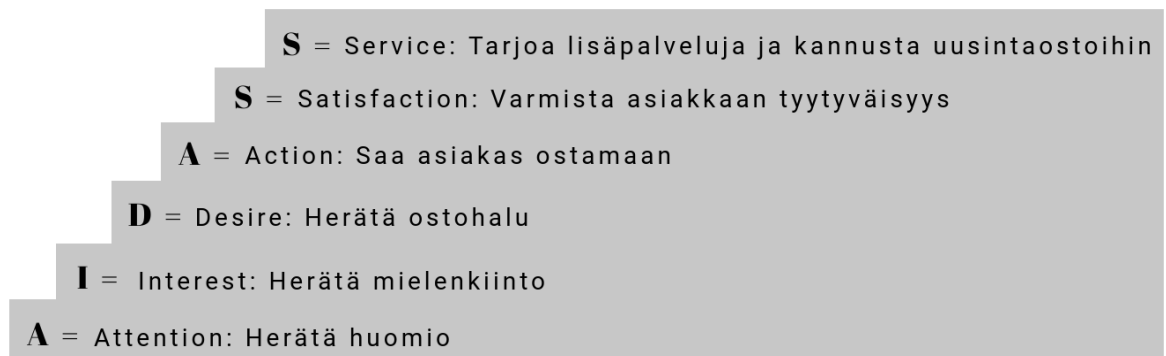 S = Service: Tarjoa lisäpalveluja ja kannusta uusintaostoihin
S = Satisfaction: Varmista asiakkaan tyytyväisyys
A = Action: Saa asiakas ostamaan
D = Desire: Herätä ostohalu
I = Interest: Herätä mielenkiinto
A = Attention: Herätä huomio